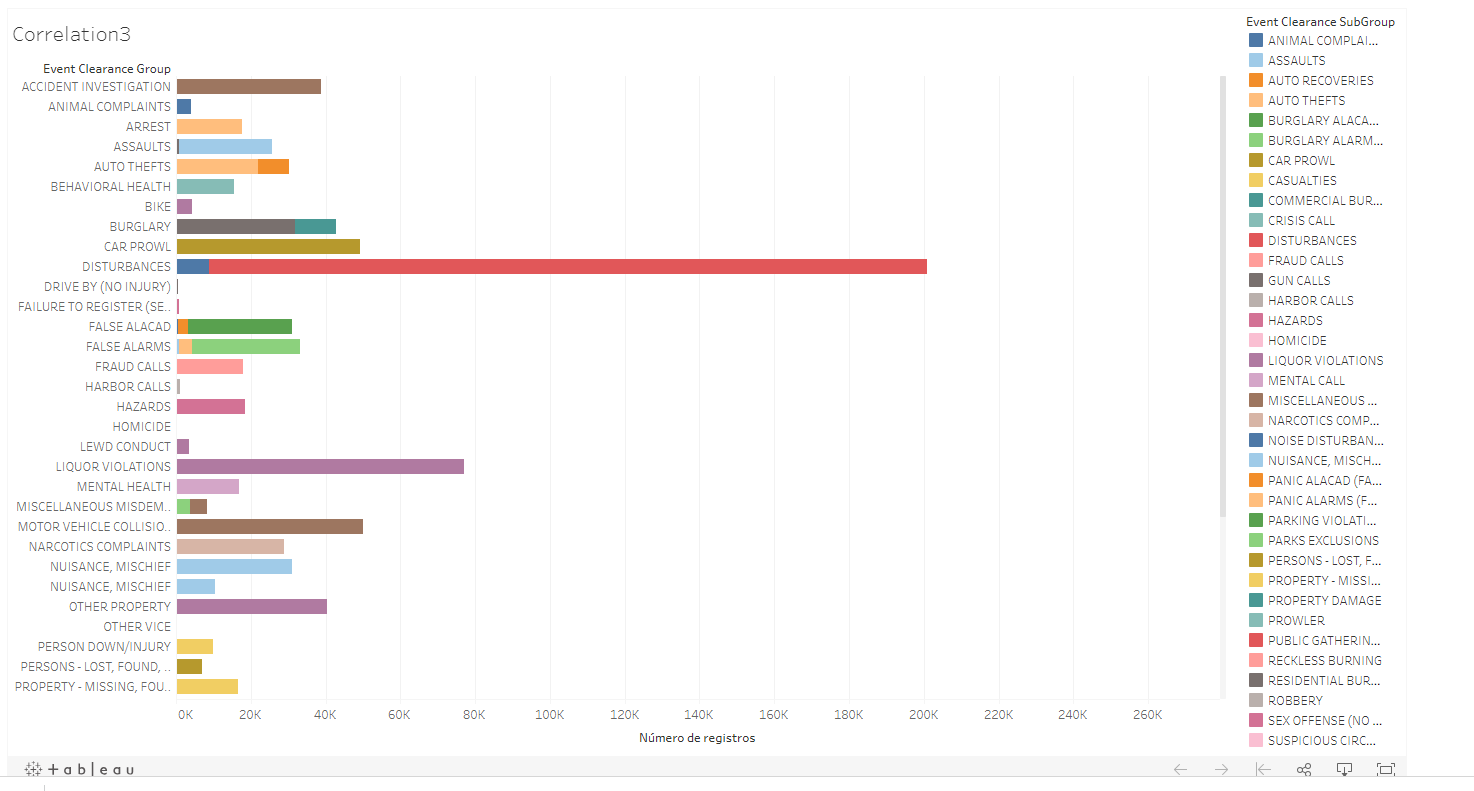 Correlation3
Event Clearance Group
ACCIDENT INVESTIGATION
ANIMAL COMPLAINTS
ARREST
ASSAULTS
AUTO THEFTS
BEHAVIORAL HEALTH
BIKE
BURGLARY
CAR PROWL
DISTURBANCES
DRIVE BY (NO INJURY)
FAILURE TO REGISTER (SE..
FALSE ALACAD
FALSE ALARMS
FRAUD CALLS
HARBOR CALLS
HAZARDS
HOMICIDE
LEWD CONDUCT
LIQUOR VIOLATIONS
MENTAL HEALTH
MISCELLANEOUS MISDEM..
MOTOR VEHICLE COLLISIO..
NARCOTICS COMPLAINTS
NUISANCE, MISCHIEF
NUISANCE, MISCHIEF
OTHER PROPERTY
OTHER VICE
PERSON DOWN/INJURY
PERSONS - LOST, FOUND, ..
PROPERTY - MISSING, FOU..
0K 20K 40K 60K 80K 100K 120K 140K 160K 180K 200K 220K 240K 260K
Número de registros
Event Clearance SubGroup
ANIMAL COMPLAI...
ASSAULTS
AUTO RECOVERIES
AUTO THEFTS
BURGLARY ALACA...
BURGLARY ALARM...
CAR PROWL
CASUALTIES
COMMERCIAL BUR...
CRISIS CALL
DISTURBANCES
FRAUD CALLS
GUN CALLS
HARBOR CALLS
HAZARDS
HOMICIDE
LIQUOR VIOLATIONS
MENTAL CALL
MISCELLANEOUS ...
NARCOTICS COMP...
NOISE DISTURBAN...
NUISANCE, MISCH...
PANIC ALACAD (FA...
PANIC ALARMS (F...
PARKING VIOLATI...
PARKS EXCLUSIONS
PERSONS - LOST, F...
PROPERTY - MISSI...
PROPERTY DAMAGE
PROWLER
PUBLIC GATHERIN...
RECKLESS BURNING
RESIDENTIAL BUR...
ROBBERY
SEX OFFENSE (NO ...
SUSPICIOUS CIRC...
+ableau